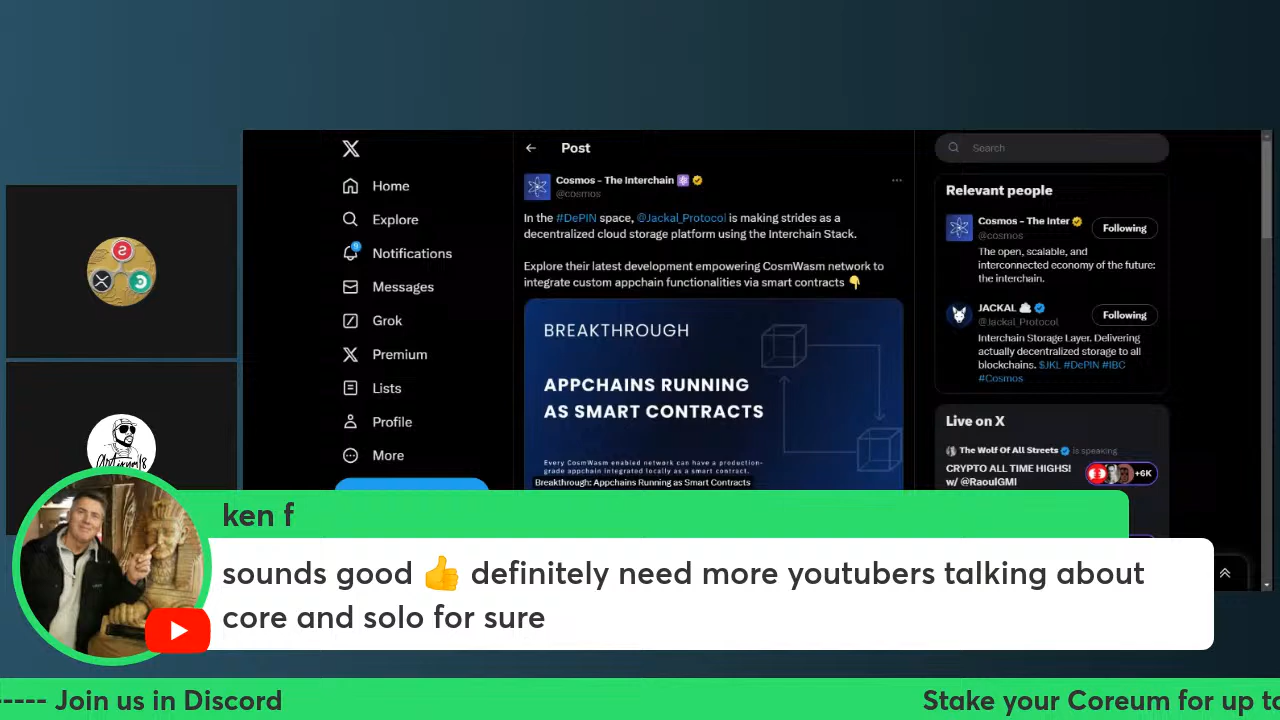 Home
Explore
Notifications
Messages
Grok
Premium
Lists
Profile
More
Post
Cosmos - The Interchain
@cosmos
In the #DePIN space, @Jackal_Protocol is making strides as a
decentralized cloud storage platform using the Interchain Stack.
Explore their latest development empowering CosmWasm network to
integrate custom appchain functionalities via smart contracts 👇
BREAKTHROUGH
APPCHAINS RUNNING
AS SMART CONTRACTS
Every CosmWasm enabled network can have a production-
grade appchain integrated locally as a smart contract.
Breakthrough: Appchains Running as Smart Contracts
Search
Relevant people
Cosmos - The Inter
Following
@cosmos
The open, scalable, and
interconnected economy of the future:
the interchain.
JACKAL
Following
@Jackal_Protocol
Interchain Storage Layer. Delivering
actually decentralized storage to all
blockchains. $JKL #DePIN #IBC
#Cosmos
Live on X
The Wolf Of All Streets is speaking
CRYPTO ALL TIME HIGHS!
w/ @RaoulGMI
+6K
ken f
sounds good 👍 definitely need more youtubers talking about
core and solo for sure
----- Join us in Discord
Stake your Coreum for up to